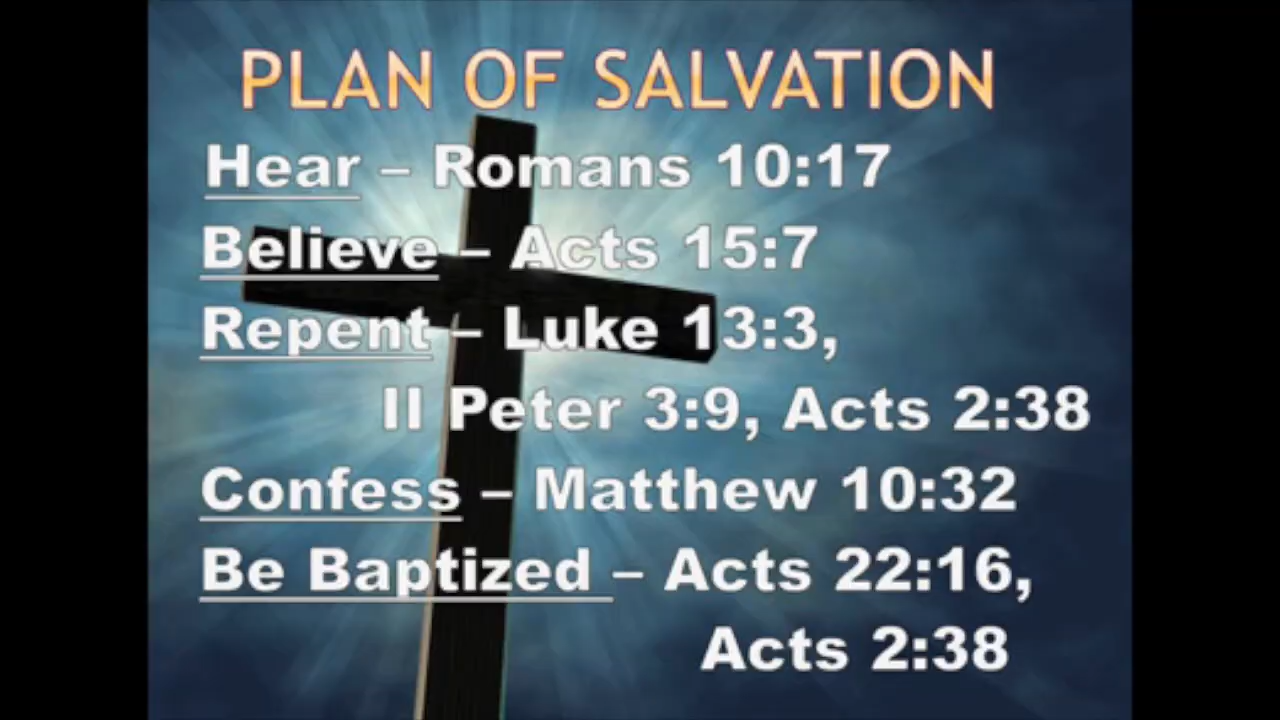 PLAN OF SALVATION
Hear – Romans 10:17
Believe – Acts 15:7
Repent – Luke 13:3,
II Peter 3:9, Acts 2:38
Confess – Matthew 10:32
Be Baptized – Acts 22:16,
Acts 2:38